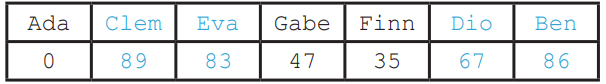 Ada Clem Eva Gabe Finn Dio Ben
0 89 83 47 35 67 86